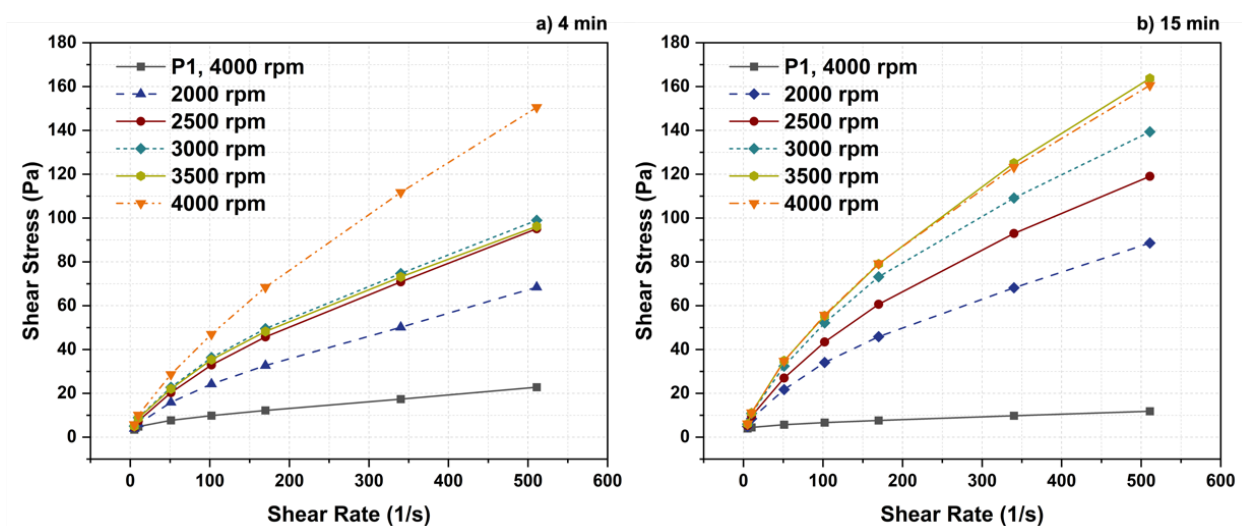 a) 4 min
180
160
140
120
100
80
60
40
20
0
Shear Stress (Pa)
P1, 4000 rpm
2000 rpm
2500 rpm
3000 rpm
3500 rpm
4000 rpm
0 100 200 300 400 500 600
Shear Rate (1/s)
b) 15 min
180
160
140
120
100
80
60
40
20
0
Shear Stress (Pa)
P1, 4000 rpm
2000 rpm
2500 rpm
3000 rpm
3500 rpm
4000 rpm
0 100 200 300 400 500 600
Shear Rate (1/s)